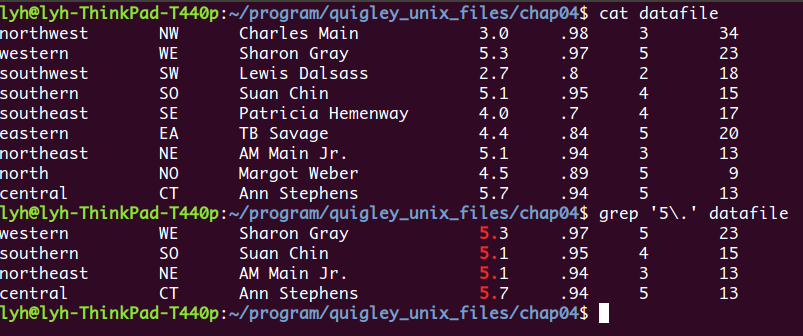 lyh@lyh-ThinkPad-T440p:~/program/quigley_unix_files/chap04$ cat datafile
northwest       NW      Charles Main            3.0     .98     3       34
western         WE      Sharon Gray             5.3     .97     5       23
southwest       SW      Lewis Dalsass           2.7     .8      2       18
southern        SO      Suan Chin               5.1     .95     4       15
southeast       SE      Patricia Hemenway       4.0     .7      4       17
eastern         EA      TB Savage               4.4     .84     5       20
northeast       NE      AM Main Jr.             5.1     .94     3       13
north           NO      Margot Weber            4.5     .89     5        9
central         CT      Ann Stephens            5.7     .94     5       13
lyh@lyh-ThinkPad-T440p:~/program/quigley_unix_files/chap04$ grep '5\.' datafile
western         WE      Sharon Gray             5.3     .97     5       23
southern        SO      Suan Chin               5.1     .95     4       15
northeast       NE      AM Main Jr.             5.1     .94     3       13
central         CT      Ann Stephens            5.7     .94     5       13
lyh@lyh-ThinkPad-T440p:~/program/quigley_unix_files/chap04$